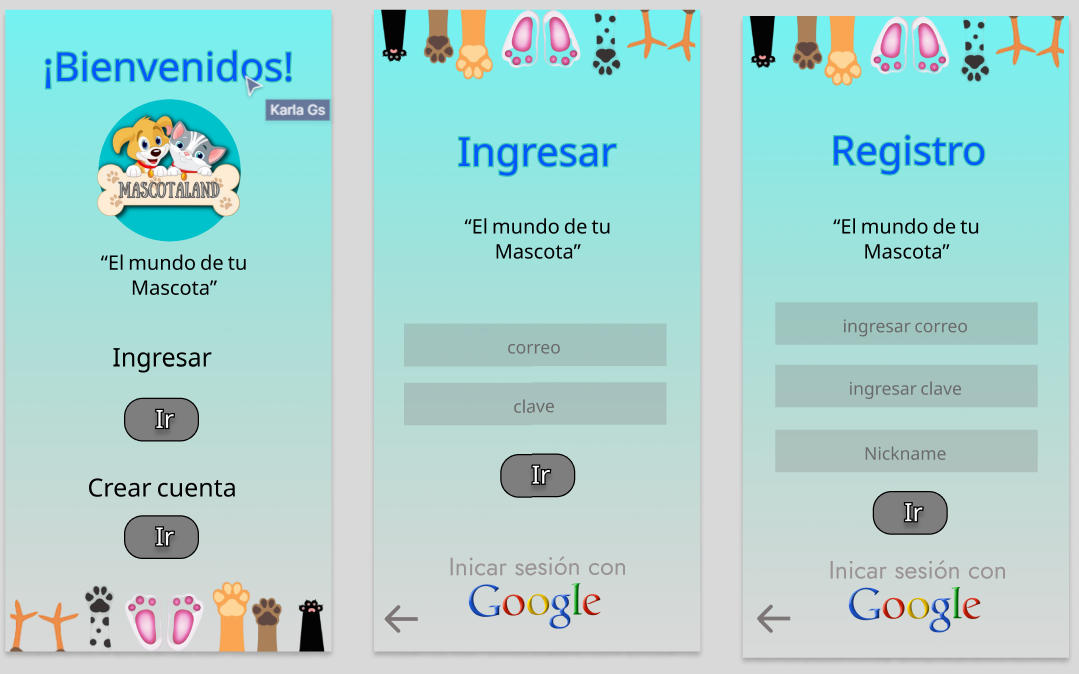 ¡Bienvenidos!
Karla Gs
MASCOTALAND
“El mundo de tu
Mascota”
Ingresar
Ir
Crear cuenta
Ir
Ingresar
“El mundo de tu
Mascota”
correo
clave
Ir
Inicar sesión con
Google
Registro
“El mundo de tu
Mascota”
ingresar correo
ingresar clave
Nickname
Ir
Inicar sesión con
Google